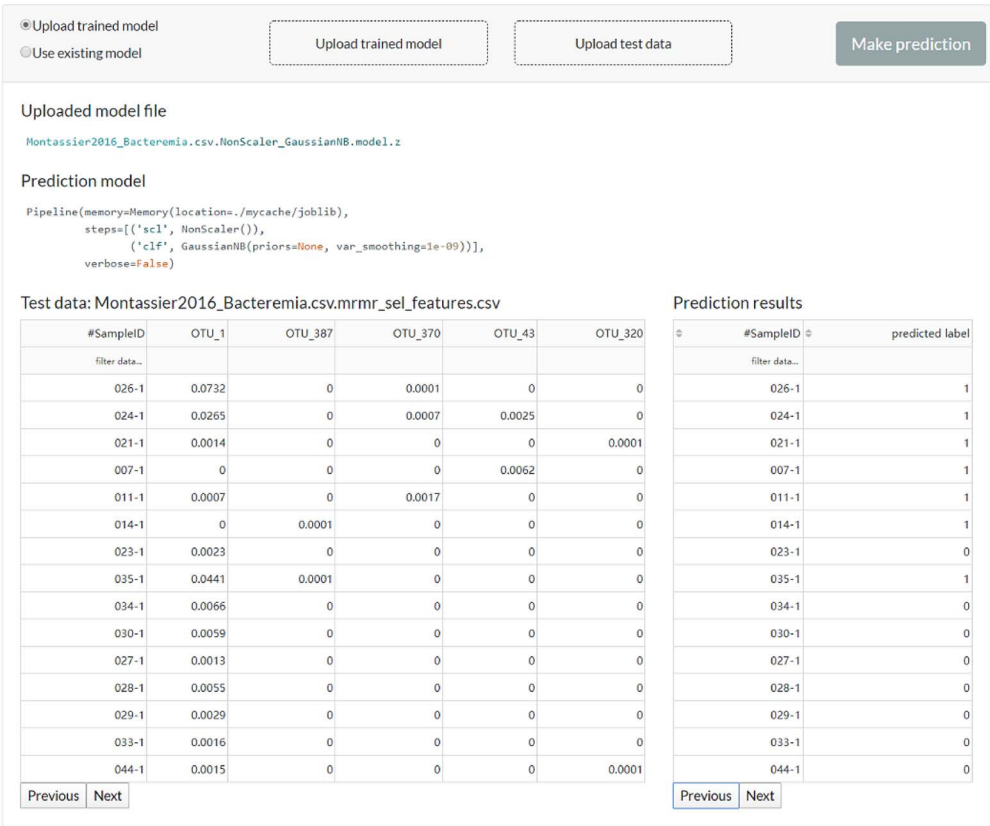 Upload trained model
Use existing model
Upload trained model
Upload test data
Make prediction
Uploaded model file
Montassier2016_Bacteremia.csv.NonScaler_GaussianNB.model.z
Prediction model
Pipeline(memory=Memory(location=./mycache/joblib),
steps=[('scl', NonScaler()),
('clf', GaussianNB(priors=None, var_smoothing=1e-09))],
verbose=False)
Test data: Montassier2016_Bacteremia.csv.mrmr_sel_features.csv
#SampleID OTU_1 OTU_387 OTU_370 OTU_43 OTU_320
filter data...
026-1 0.0732 0 0.0001 0 0
024-1 0.0265 0 0.0007 0.0025 0
021-1 0.0014 0 0 0 0.0001
007-1 0 0 0 0.0062 0
011-1 0.0007 0 0.0017 0 0
014-1 0 0.0001 0 0 0
023-1 0.0023 0 0 0 0
035-1 0.0441 0.0001 0 0 0
034-1 0.0066 0 0 0 0
030-1 0.0059 0 0 0 0
027-1 0.0013 0 0 0 0
028-1 0.0055 0 0 0 0
029-1 0.0029 0 0 0 0
033-1 0.0016 0 0 0 0
044-1 0.0015 0 0 0 0.0001
Previous Next
Prediction results
#SampleID predicted label
filter data...
026-1 1
024-1 1
021-1 1
007-1 1
011-1 1
014-1 1
023-1 0
035-1 1
034-1 0
030-1 0
027-1 0
028-1 0
029-1 0
033-1 0
044-1 0
Previous Next